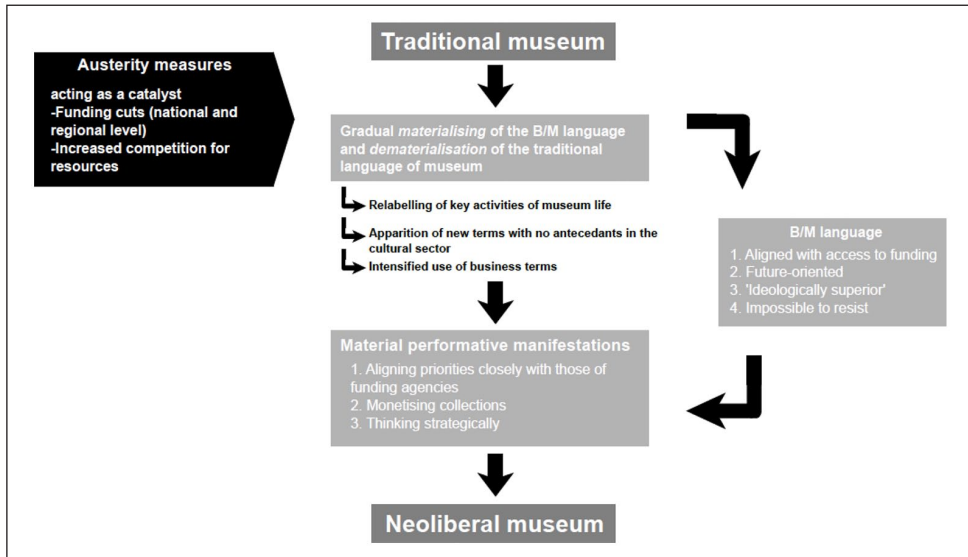 Traditional museum
Austerity measures
acting as a catalyst
-Funding cuts (national and
regional level)
-Increased competition for
resources
Gradual materialising of the B/M language
and dematerialisation of the traditional
language of museum
Relabelling of key activities of museum life
Apparition of new terms with no antecedants in the
cultural sector
Intensified use of business terms
B/M language
1. Aligned with access to funding
2. Future-oriented
3. 'Ideologically superior'
4. Impossible to resist
Material performative manifestations
1. Aligning priorities closely with those of
funding agencies
2. Monetising collections
3. Thinking strategically
Neoliberal museum